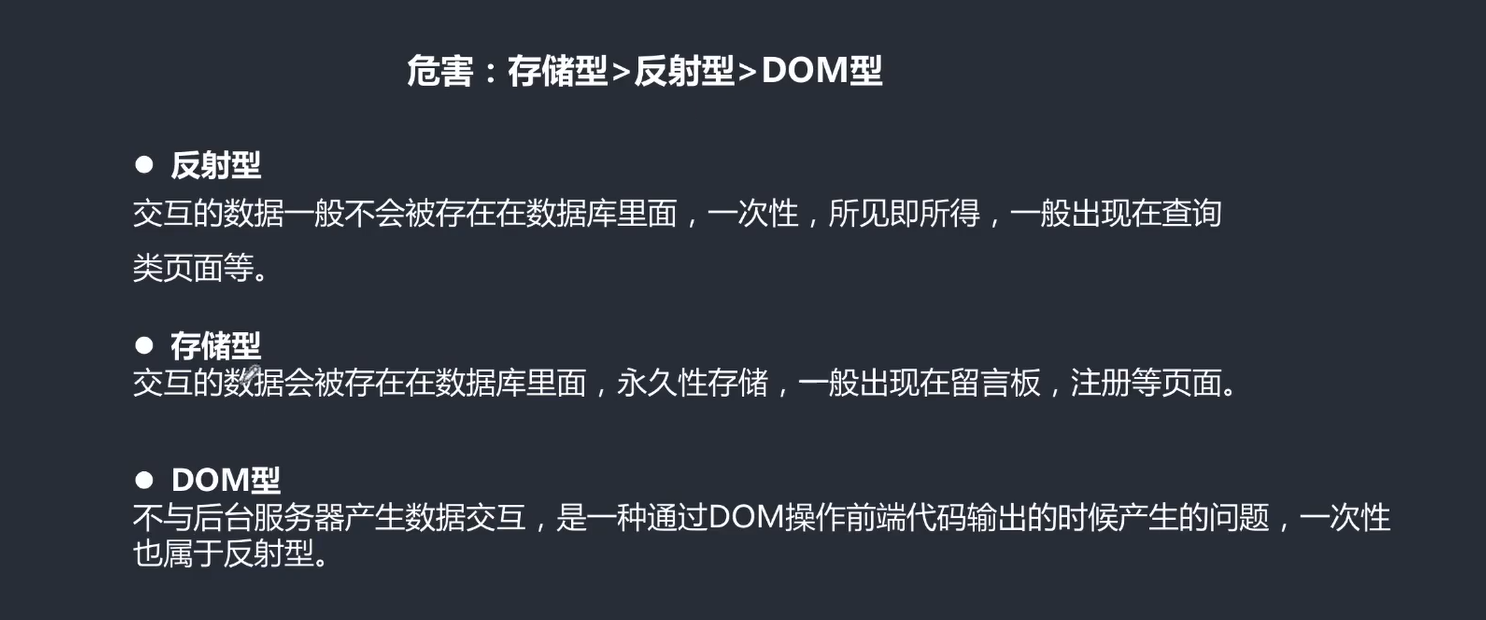 危害：存储型>反射型>DOM型
● 反射型
交互的数据一般不会被存在在数据库里面，一次性，所见即所得，一般出现在查询
类页面等。
● 存储型
交互的数据会被存在在数据库里面，永久性存储，一般出现在留言板，注册等页面。
● DOM型
不与后台服务器产生数据交互，是一种通过DOM操作前端代码输出的时候产生的问题，一次性
也属于反射型。